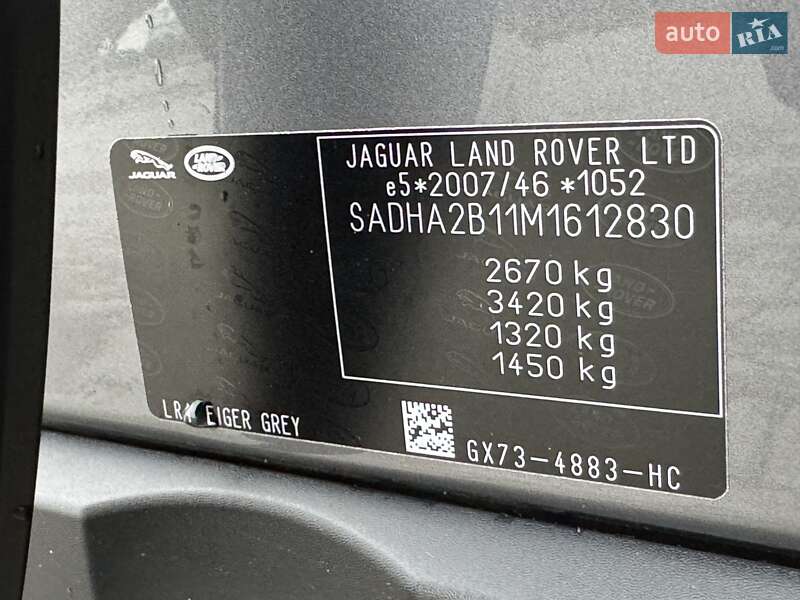 auto RIA
.com
JAGUAR
LAND
ROVER
JAGUAR LAND ROVER LTD
e5*2007/46 *1052
SADHA2B11M1612830
2670 kg
3420 kg
1320 kg
1450 kg
EIGER GREY
GX73-4883-HC